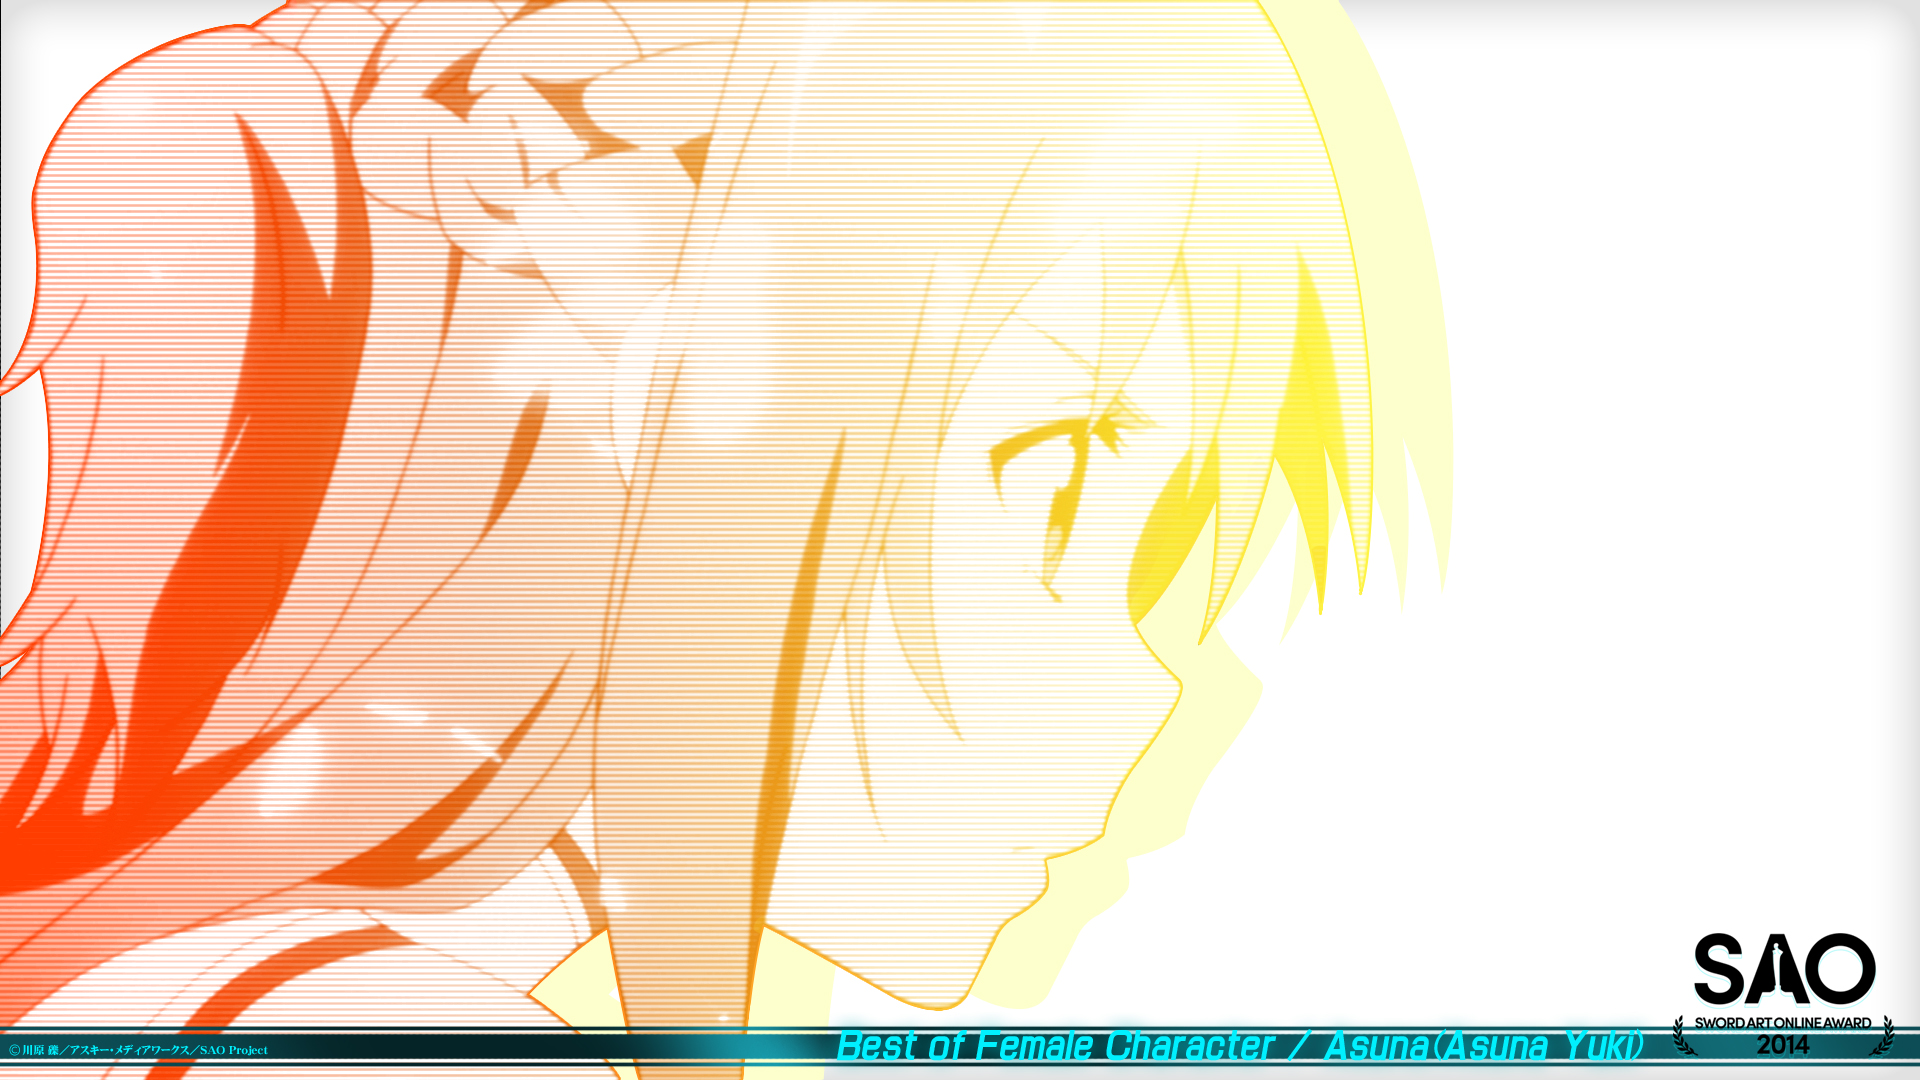 SAO
SWORD ART ONLINE AWARD
2014
Best of Female Character / Asuna(Asuna Yuki)
©川原 礫／アスキー・メディアワークス／SAO Project